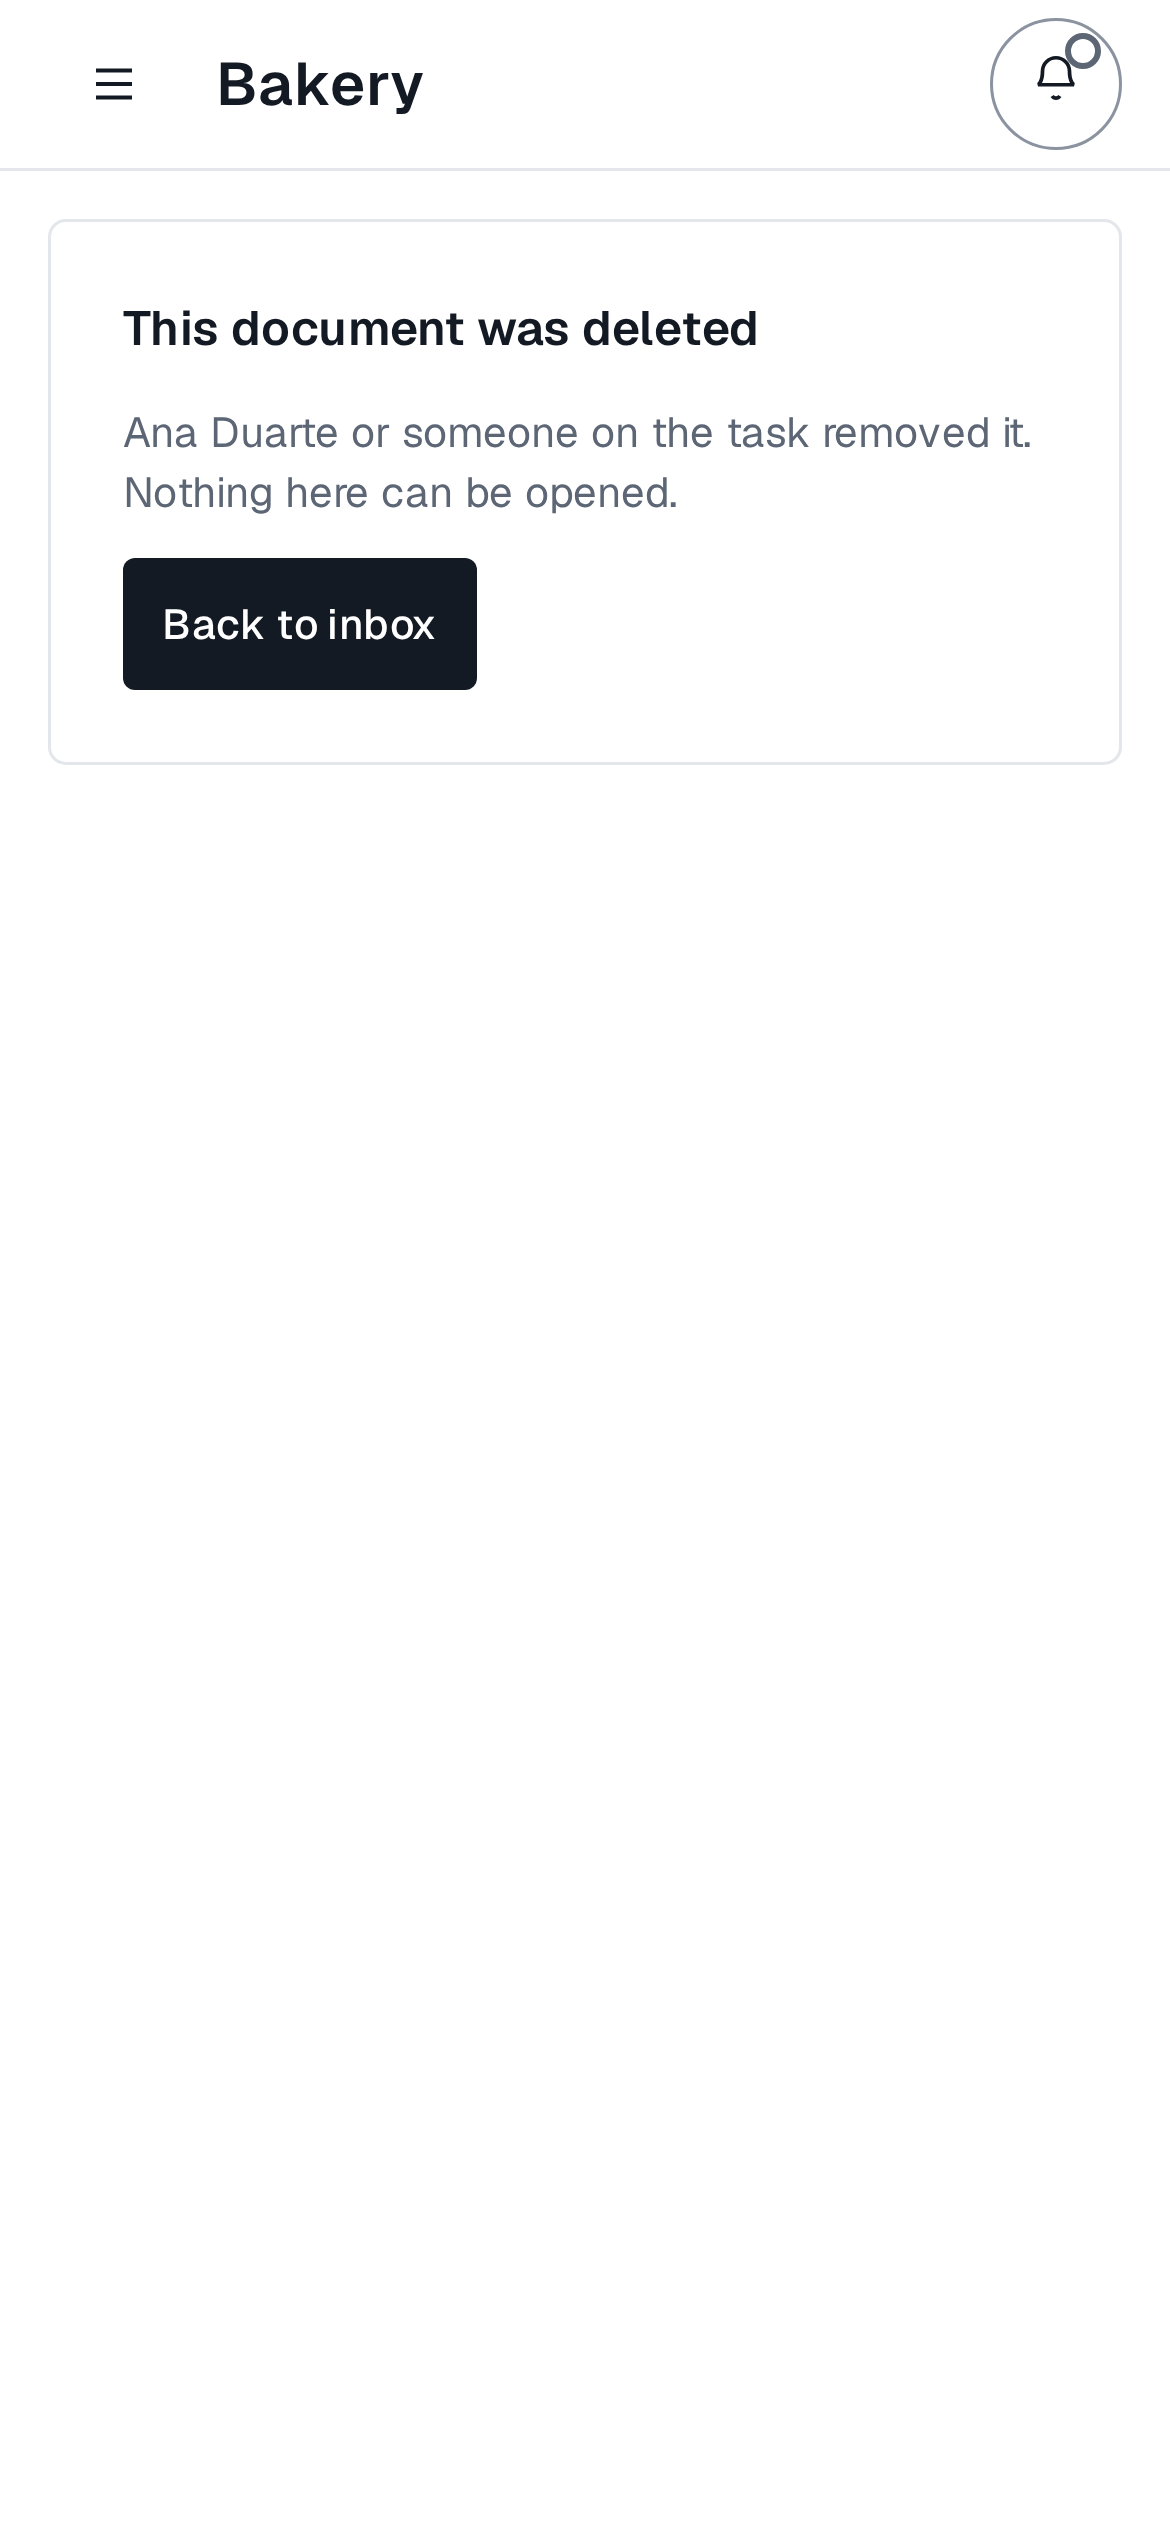 Bakery
This document was deleted
Ana Duarte or someone on the task removed it.
Nothing here can be opened.
Back to inbox